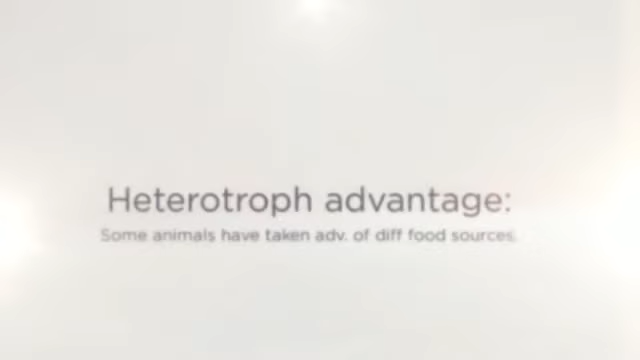 Heterotroph advantage:
Some animals have taken adv. of diff food sources.